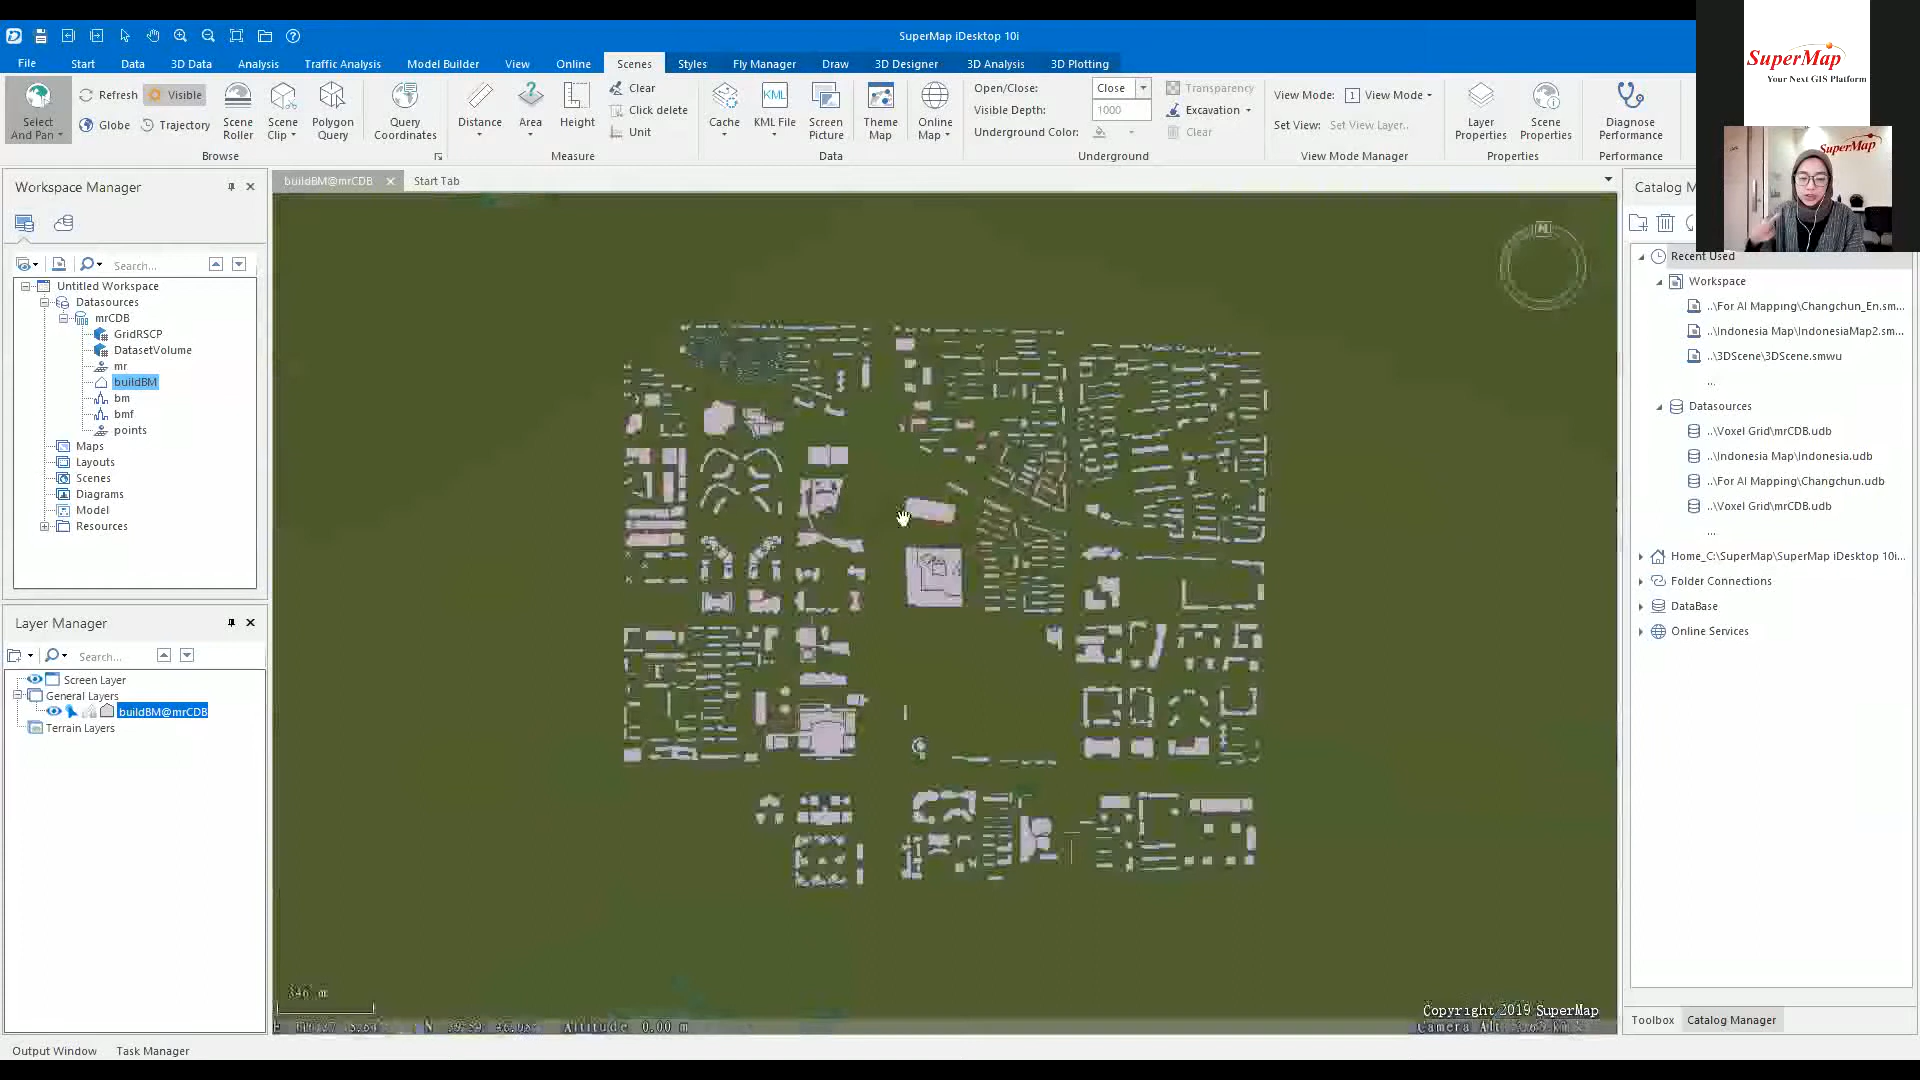 SuperMap iDesktop 10i
SuperMap
Your Next GIS Platform
File Start Data 3D Data Analysis Traffic Analysis Model Builder View Online Scenes Styles Fly Manager Draw 3D Designer 3D Analysis 3D Plotting
Select And Pan
Refresh
Visible
Globe
Trajectory
Scene Roller
Scene Clip
Polygon Query
Query Coordinates
Browse
Distance
Area
Height
Clear
Click delete
Unit
Measure
Cache
KML
KML File
Screen Picture
Theme Map
Online Map
Data
Open/Close: Close
Visible Depth: 1000
Underground Color:
Transparency
Excavation
Clear
Underground
View Mode: 1 View Mode
Set View: Set View Layer..
View Mode Manager
Layer Properties
Scene Properties
Properties
Diagnose Performance
Performance
SuperMap
Workspace Manager
Search...
Untitled Workspace
Datasources
mrCDB
GridRSCP
DatasetVolume
mr
buildBM
bm
bmf
points
Maps
Layouts
Scenes
Diagrams
Model
Resources
Layer Manager
Search...
Screen Layer
General Layers
buildBM@mrCDB
Terrain Layers
buildBM@mrCDB
Start Tab
N
346 m
Altitude 0.00 m
Copyright 2019 SuperMap
Camera Alt
Catalog M
Recent Used
Workspace
..\For AI Mapping\Changchun_En.sm...
..\Indonesia Map\IndonesiaMap2.sm...
..\3DScene\3DScene.smwu
...
Datasources
..\Voxel Grid\mrCDB.udb
..\Indonesia Map\Indonesia.udb
..\For AI Mapping\Changchun.udb
..\Voxel Grid\mrCDB.udb
...
Home_C:\SuperMap\SuperMap iDesktop 10i...
Folder Connections
DataBase
Online Services
Toolbox
Catalog Manager
Output Window
Task Manager